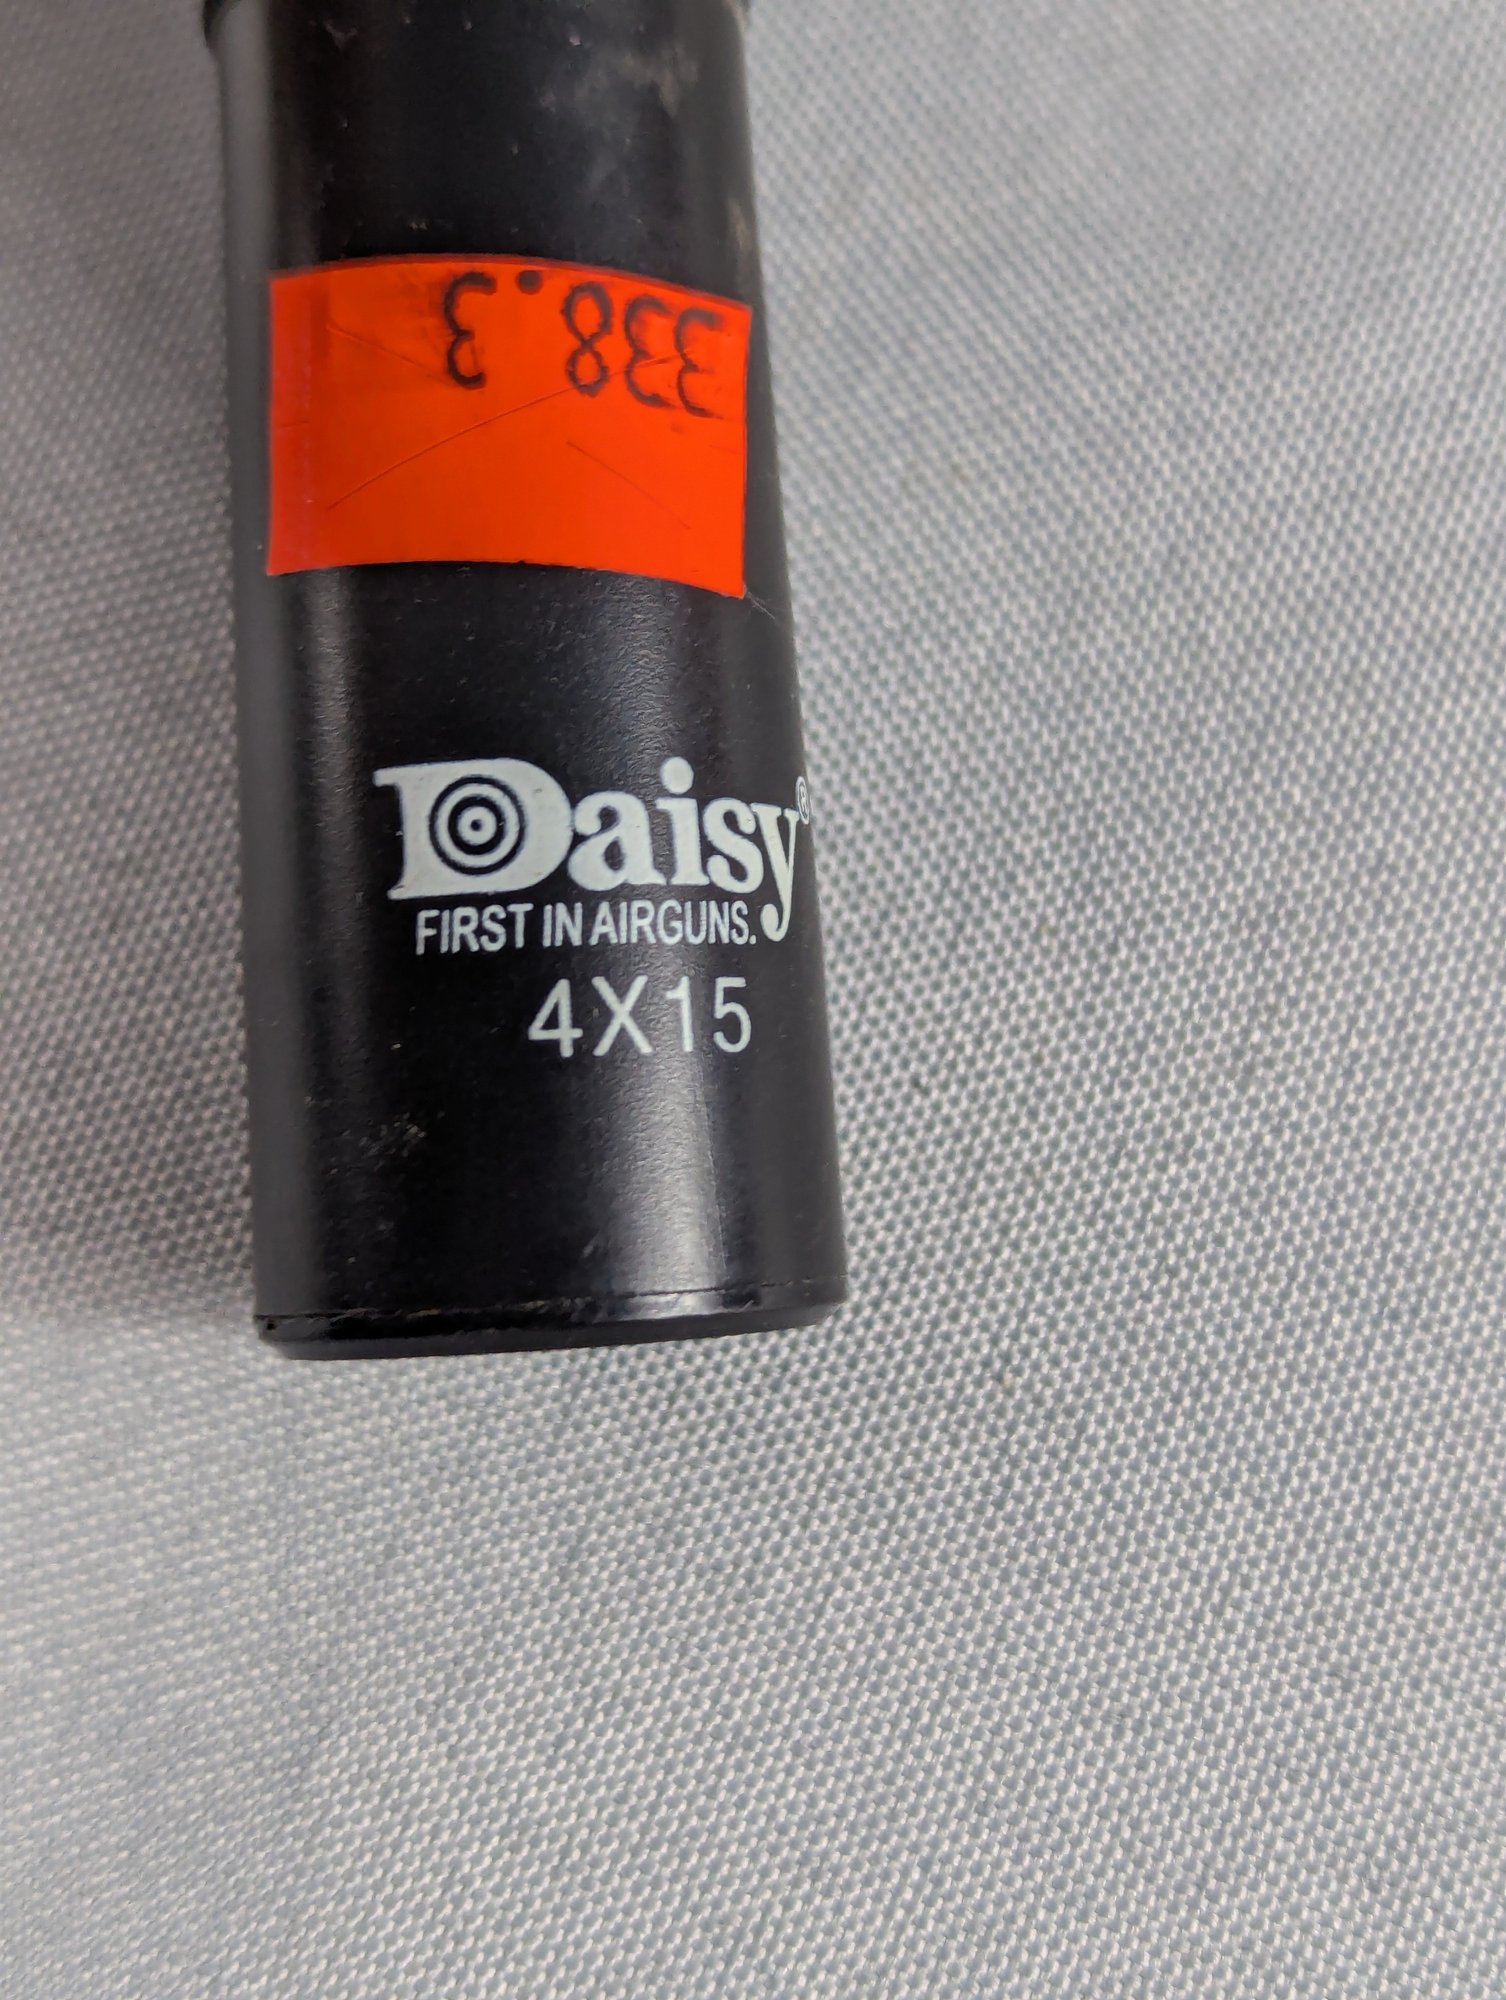 338.3
Daisy®
FIRST IN AIRGUNS.
4X15